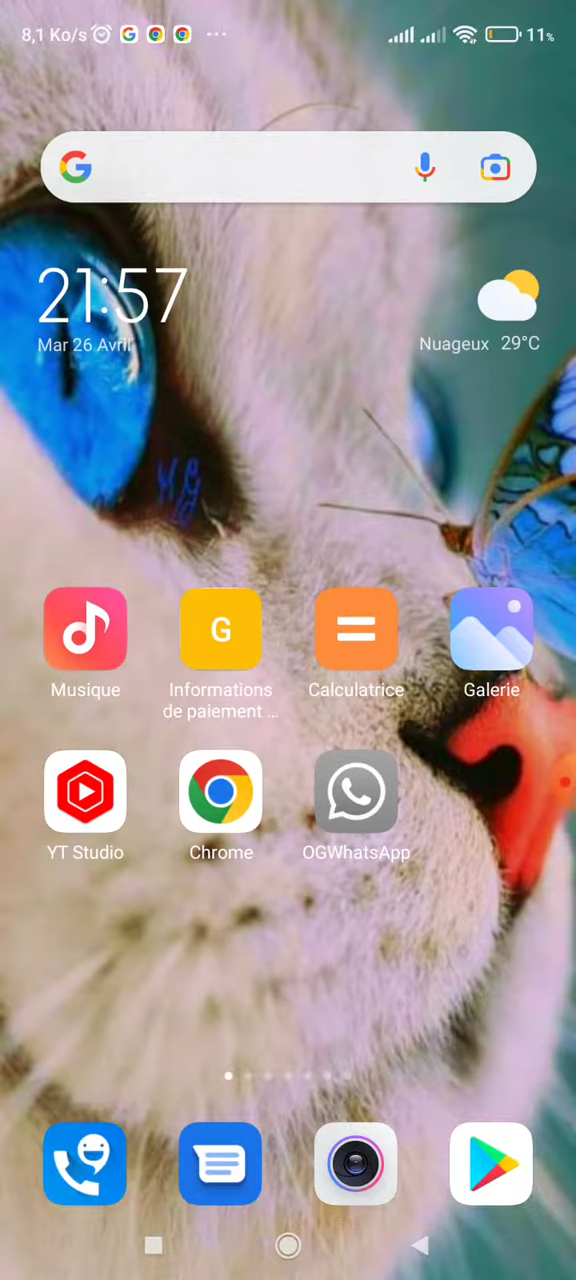 8,1 Ko/s ... 11%
21:57
Mar 26 Avril
Nuageux 29°C
Musique
Informations de paiement ...
Calculatrice
Galerie
YT Studio
Chrome
OGWhatsApp